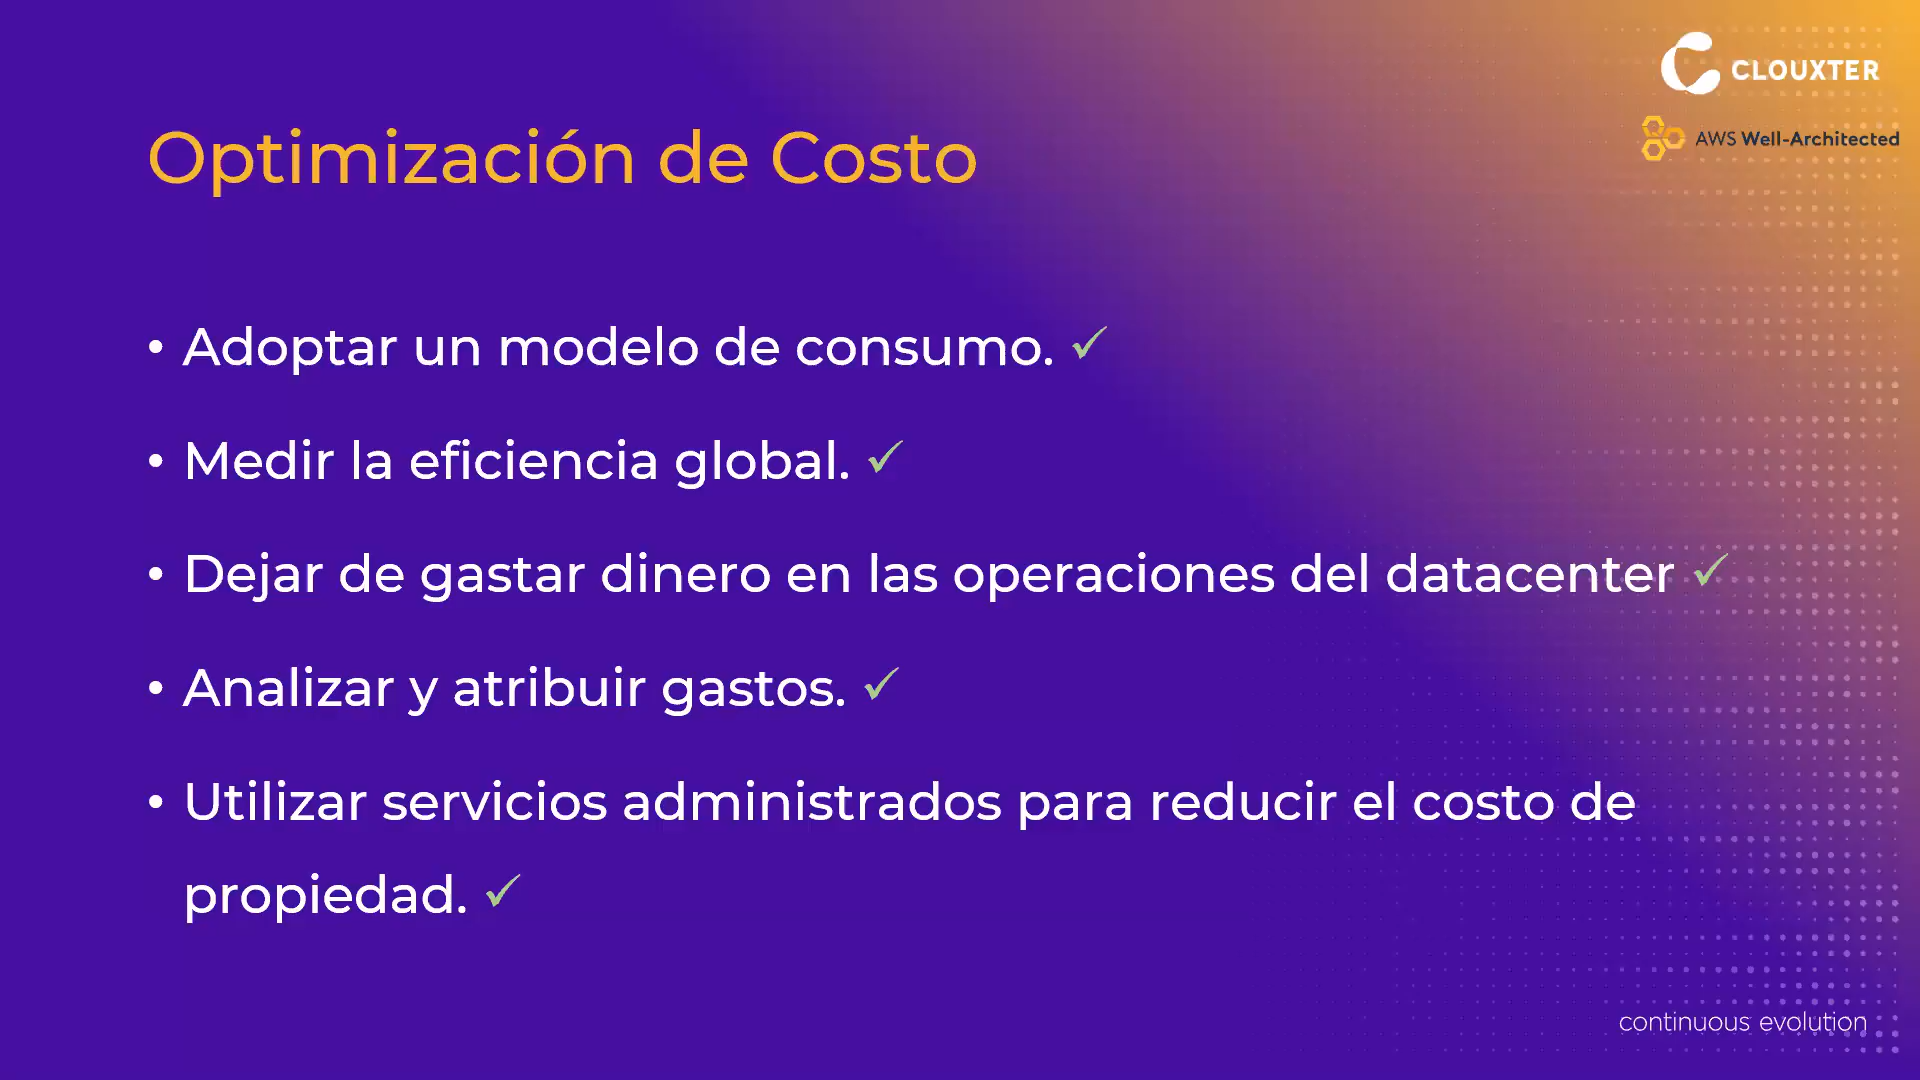 CLOUXTER
AWS Well-Architected
Optimización de Costo
• Adoptar un modelo de consumo. ✓
• Medir la eficiencia global. ✓
• Dejar de gastar dinero en las operaciones del datacenter ✓
• Analizar y atribuir gastos. ✓
• Utilizar servicios administrados para reducir el costo de
propiedad. ✓
continuous evolution